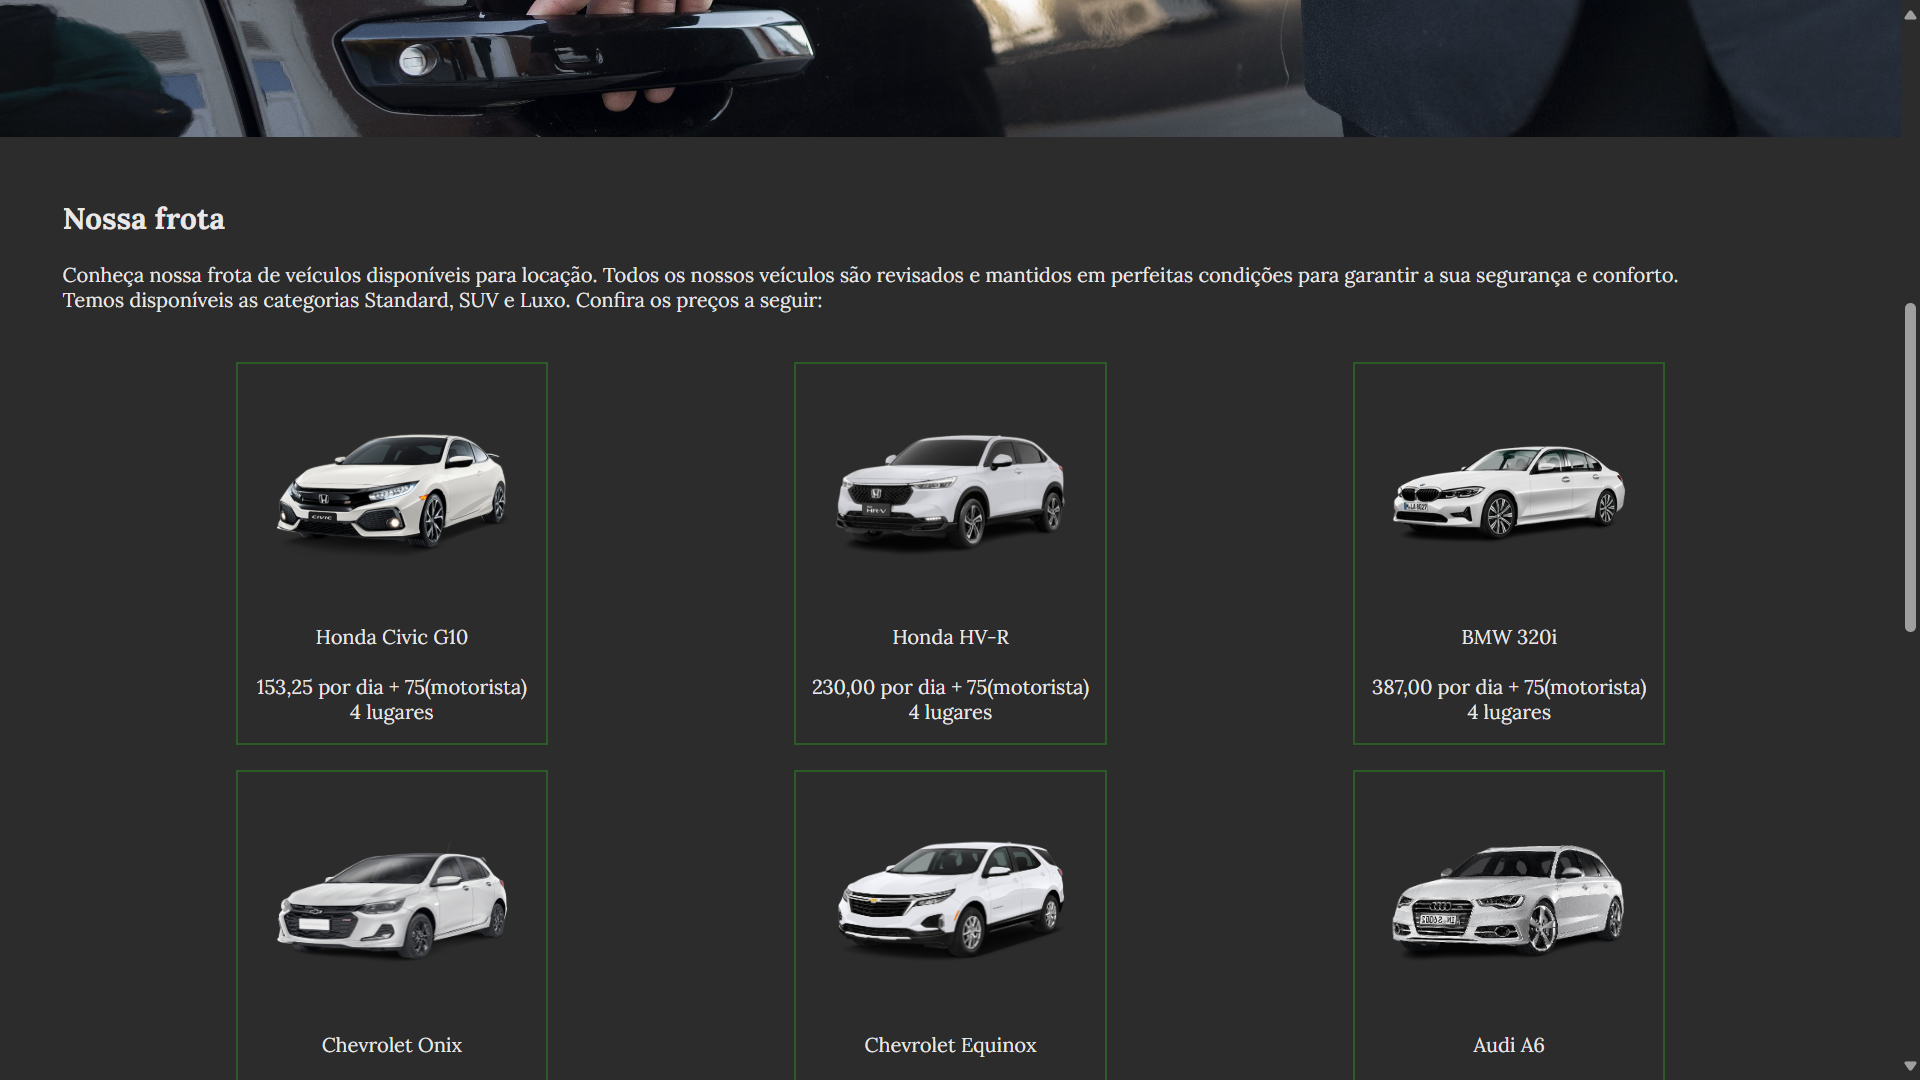 Nossa frota
Conheça nossa frota de veículos disponíveis para locação. Todos os nossos veículos são revisados e mantidos em perfeitas condições para garantir a sua segurança e conforto.
Temos disponíveis as categorias Standard, SUV e Luxo. Confira os preços a seguir:
CIVIC
Honda Civic G10
153,25 por dia + 75(motorista)
4 lugares
HR-V
Honda HV-R
230,00 por dia + 75(motorista)
4 lugares
BMW 320i
387,00 por dia + 75(motorista)
4 lugares
Chevrolet Onix
Chevrolet Equinox
Audi A6